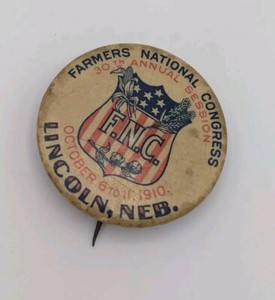 FARMERS NATIONAL CONGRESS
30TH ANNUAL SESSION
F.N.C.
OCTOBER 6 TO 11, 1910.
LINCOLN, NEB.